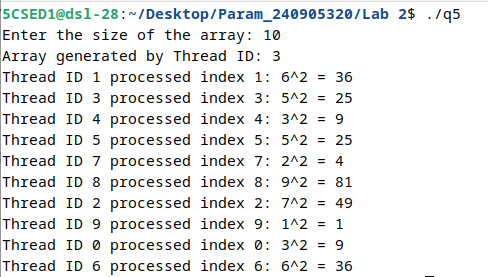 5CSED1@dsl-28:~/Desktop/Param_240905320/Lab 2$ ./q5
Enter the size of the array: 10
Array generated by Thread ID: 3
Thread ID 1 processed index 1: 6^2 = 36
Thread ID 3 processed index 3: 5^2 = 25
Thread ID 4 processed index 4: 3^2 = 9
Thread ID 5 processed index 5: 5^2 = 25
Thread ID 7 processed index 7: 2^2 = 4
Thread ID 8 processed index 8: 9^2 = 81
Thread ID 2 processed index 2: 7^2 = 49
Thread ID 9 processed index 9: 1^2 = 1
Thread ID 0 processed index 0: 3^2 = 9
Thread ID 6 processed index 6: 6^2 = 36